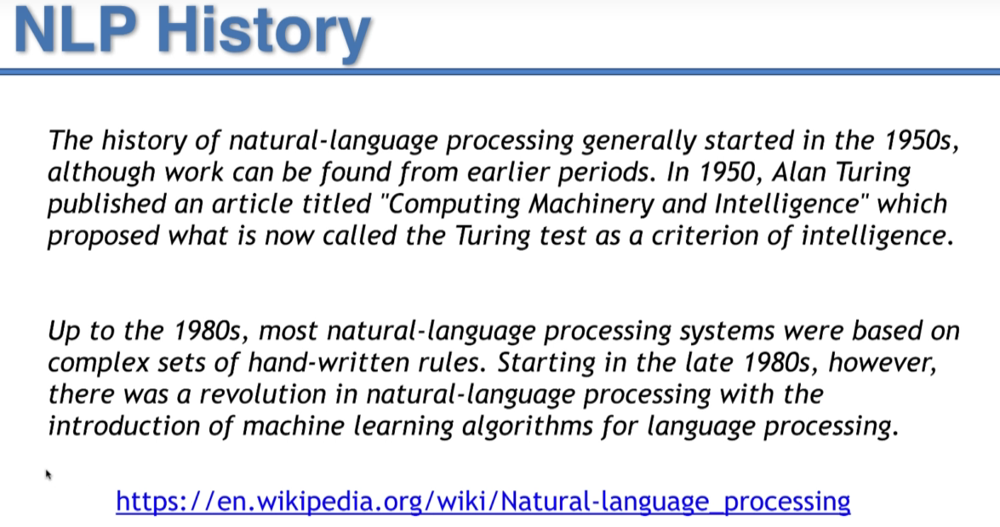 NLP History
The history of natural-language processing generally started in the 1950s,
although work can be found from earlier periods. In 1950, Alan Turing
published an article titled "Computing Machinery and Intelligence" which
proposed what is now called the Turing test as a criterion of intelligence.
Up to the 1980s, most natural-language processing systems were based on
complex sets of hand-written rules. Starting in the late 1980s, however,
there was a revolution in natural-language processing with the
introduction of machine learning algorithms for language processing.
https://en.wikipedia.org/wiki/Natural-language_processing